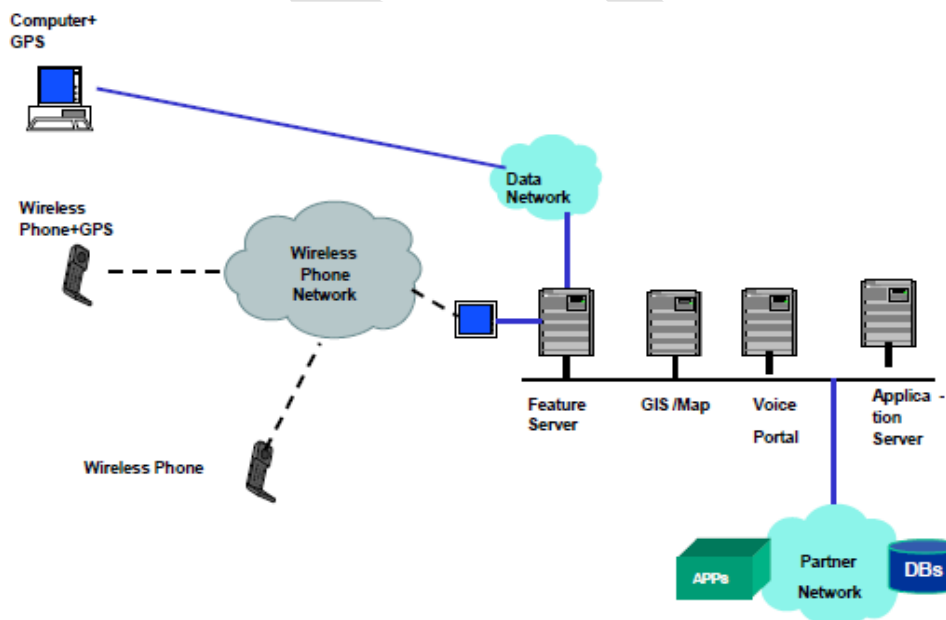 Computer+
GPS
Data
Network
Wireless
Phone+GPS
Wireless
Phone
Network
Feature
Server
GIS /Map
Voice
Portal
Applica -
tion
Server
Wireless Phone
APPs
Partner
Network
DBs